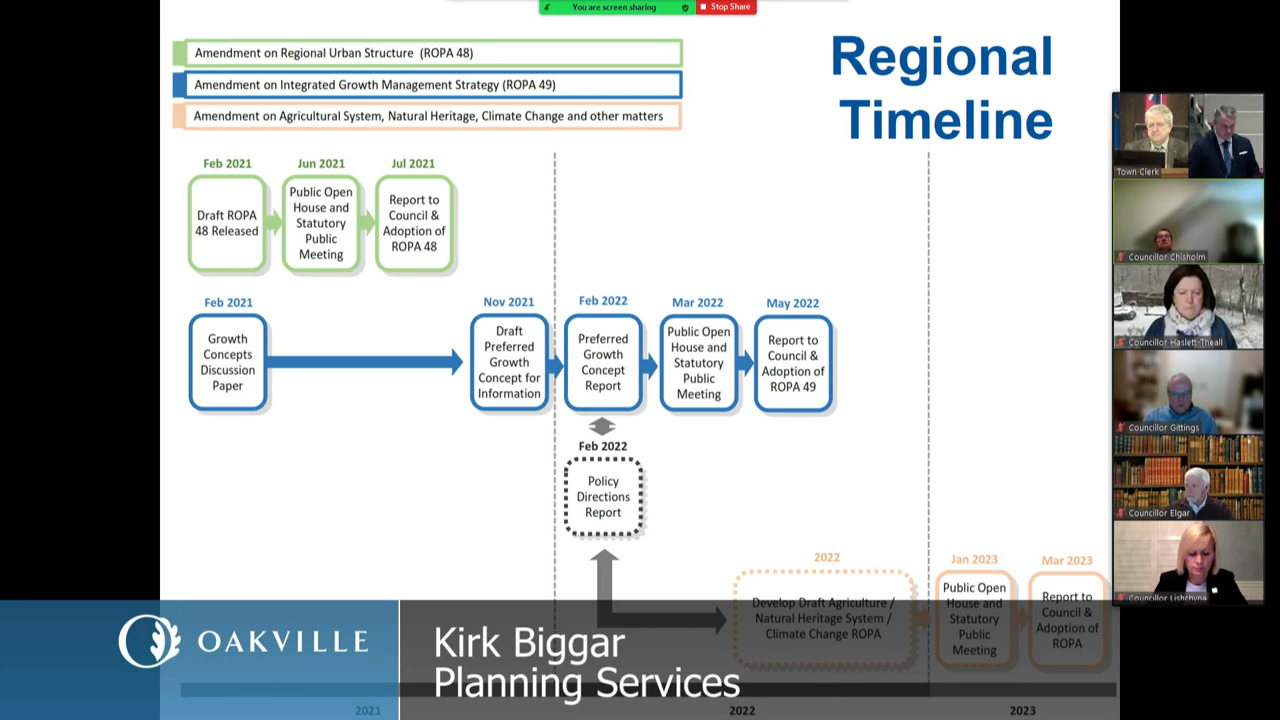 You are screen sharing
Stop Share
Amendment on Regional Urban Structure (ROPA 48)
Amendment on Integrated Growth Management Strategy (ROPA 49)
Amendment on Agricultural System, Natural Heritage, Climate Change and other matters
Regional
Timeline
Feb 2021
Jun 2021
Jul 2021
Draft ROPA
48 Released
Public Open
House and
Statutory
Public
Meeting
Report to
Council &
Adoption of
ROPA 48
Feb 2021
Nov 2021
Feb 2022
Mar 2022
May 2022
Growth
Concepts
Discussion
Paper
Draft
Preferred
Growth
Concept for
Information
Preferred
Growth
Concept
Report
Public Open
House and
Statutory
Public
Meeting
Report to
Council &
Adoption of
ROPA 49
Feb 2022
Policy
Directions
Report
2022
Jan 2023
Mar 2023
Develop Draft Agriculture /
Natural Heritage System /
Climate Change ROPA
Public Open
House and
Statutory
Public
Meeting
Report to
Council &
Adoption of
ROPA
2021
2022
2023
Town Clerk
Councillor Chisholm
Councillor Haslett-Theall
Councillor Gittings
Councillor Elgar
Councillor Lishchyna
OAKVILLE
Kirk Biggar
Planning Services